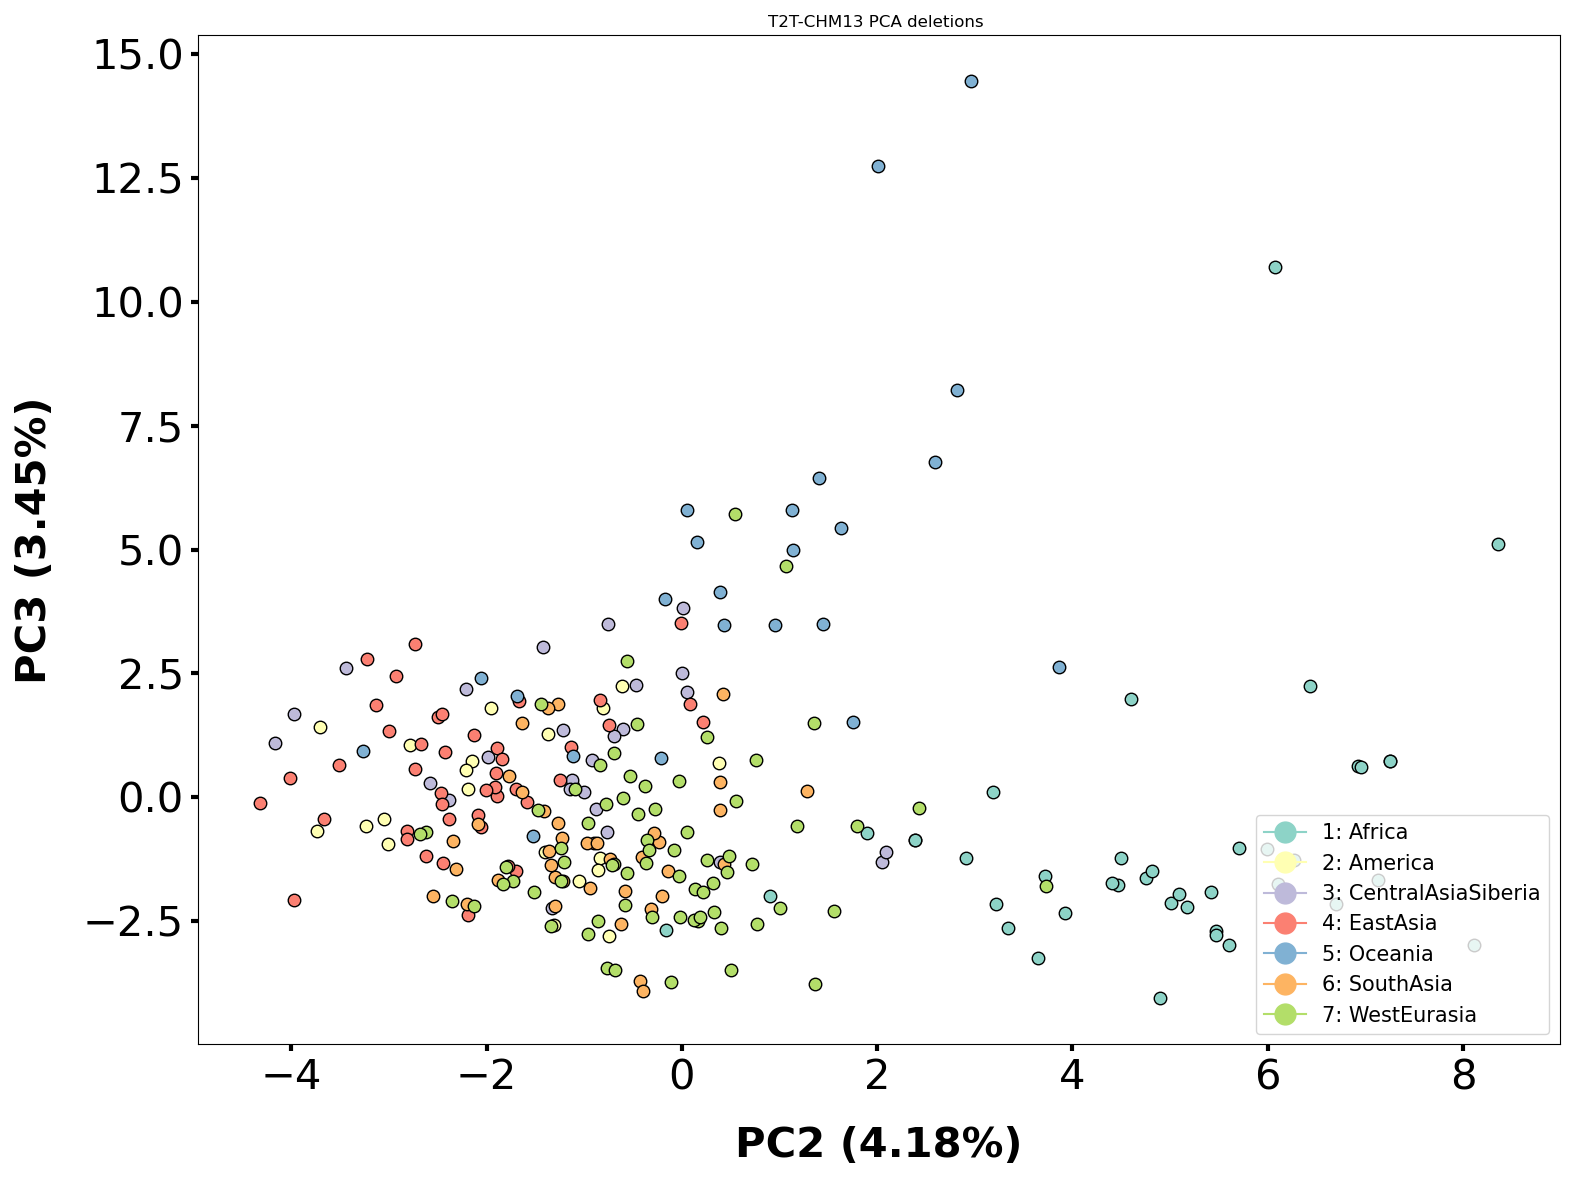 T2T-CHM13 PCA deletions
15.0
12.5
10.0
7.5
5.0
2.5
0.0
−2.5
PC3 (3.45%)
1: Africa
2: America
3: CentralAsiaSiberia
4: EastAsia
5: Oceania
6: SouthAsia
7: WestEurasia
−4 −2 0 2 4 6 8
PC2 (4.18%)